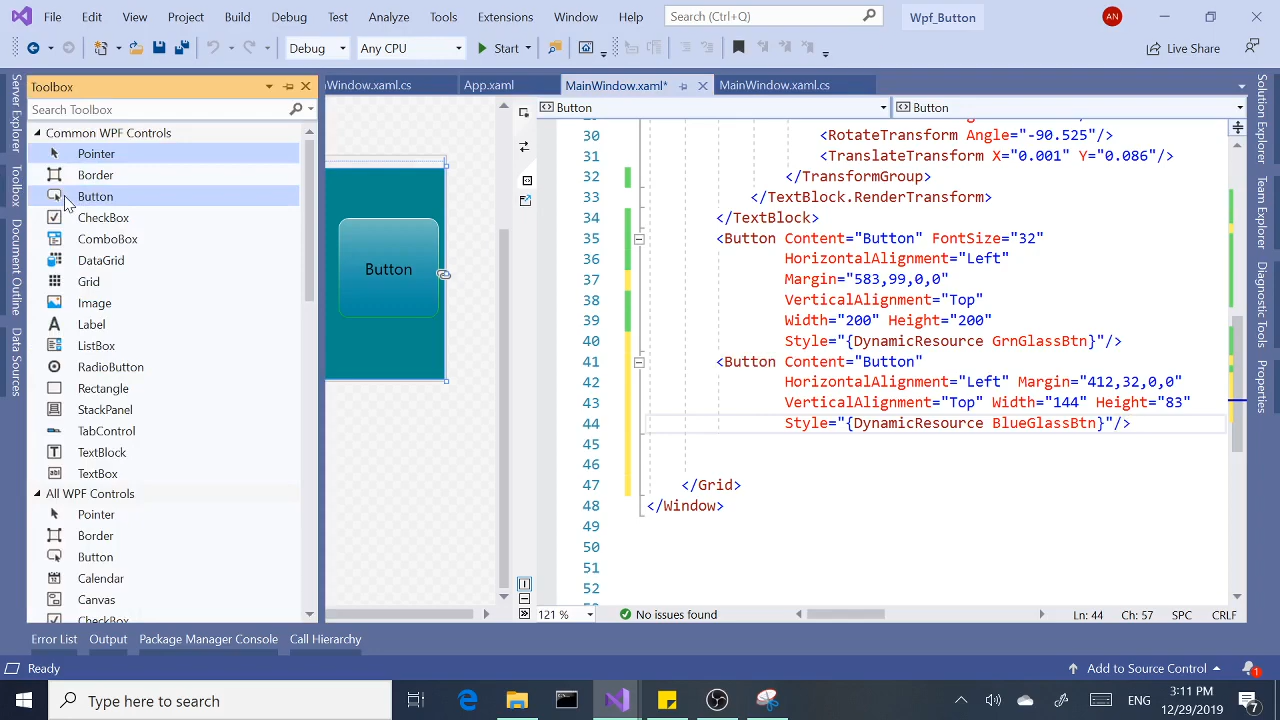 File Edit View Project Build Debug Test Analyze Tools Extensions Window Help Search (Ctrl+Q) Wpf_Button AN
Debug Any CPU Start Live Share
Toolbox
Window.xaml.cs App.xaml MainWindow.xaml* MainWindow.xaml.cs
Search Toolbox
Button Button
Common WPF Controls
Pointer
Border
Button
CheckBox
ComboBox
DataGrid
Grid
Image
Label
ListBox
RadioButton
Rectangle
StackPanel
TabControl
TextBlock
TextBox
All WPF Controls
Pointer
Border
Button
Calendar
Canvas
CheckBox
Server Explorer
Toolbox
Document Outline
Data Sources
Button
30 <RotateTransform Angle="-90.525"/>
31 <TranslateTransform X="0.001" Y="0.086"/>
32 </TransformGroup>
33 </TextBlock.RenderTransform>
34 </TextBlock>
35 <Button Content="Button" FontSize="32"
36 HorizontalAlignment="Left"
37 Margin="583,99,0,0"
38 VerticalAlignment="Top"
39 Width="200" Height="200"
40 Style="{DynamicResource GrnGlassBtn}"/>
41 <Button Content="Button"
42 HorizontalAlignment="Left" Margin="412,32,0,0"
43 VerticalAlignment="Top" Width="144" Height="83"
44 Style="{DynamicResource BlueGlassBtn}"/>
45
46
47 </Grid>
48 </Window>
49
50
51
52
Solution Explorer
Team Explorer
Diagnostic Tools
Properties
121 % No issues found Ln: 44 Ch: 57 SPC CRLF
Error List Output Package Manager Console Call Hierarchy
Ready Add to Source Control 1
Type here to search ENG 3:11 PM
12/29/2019 7